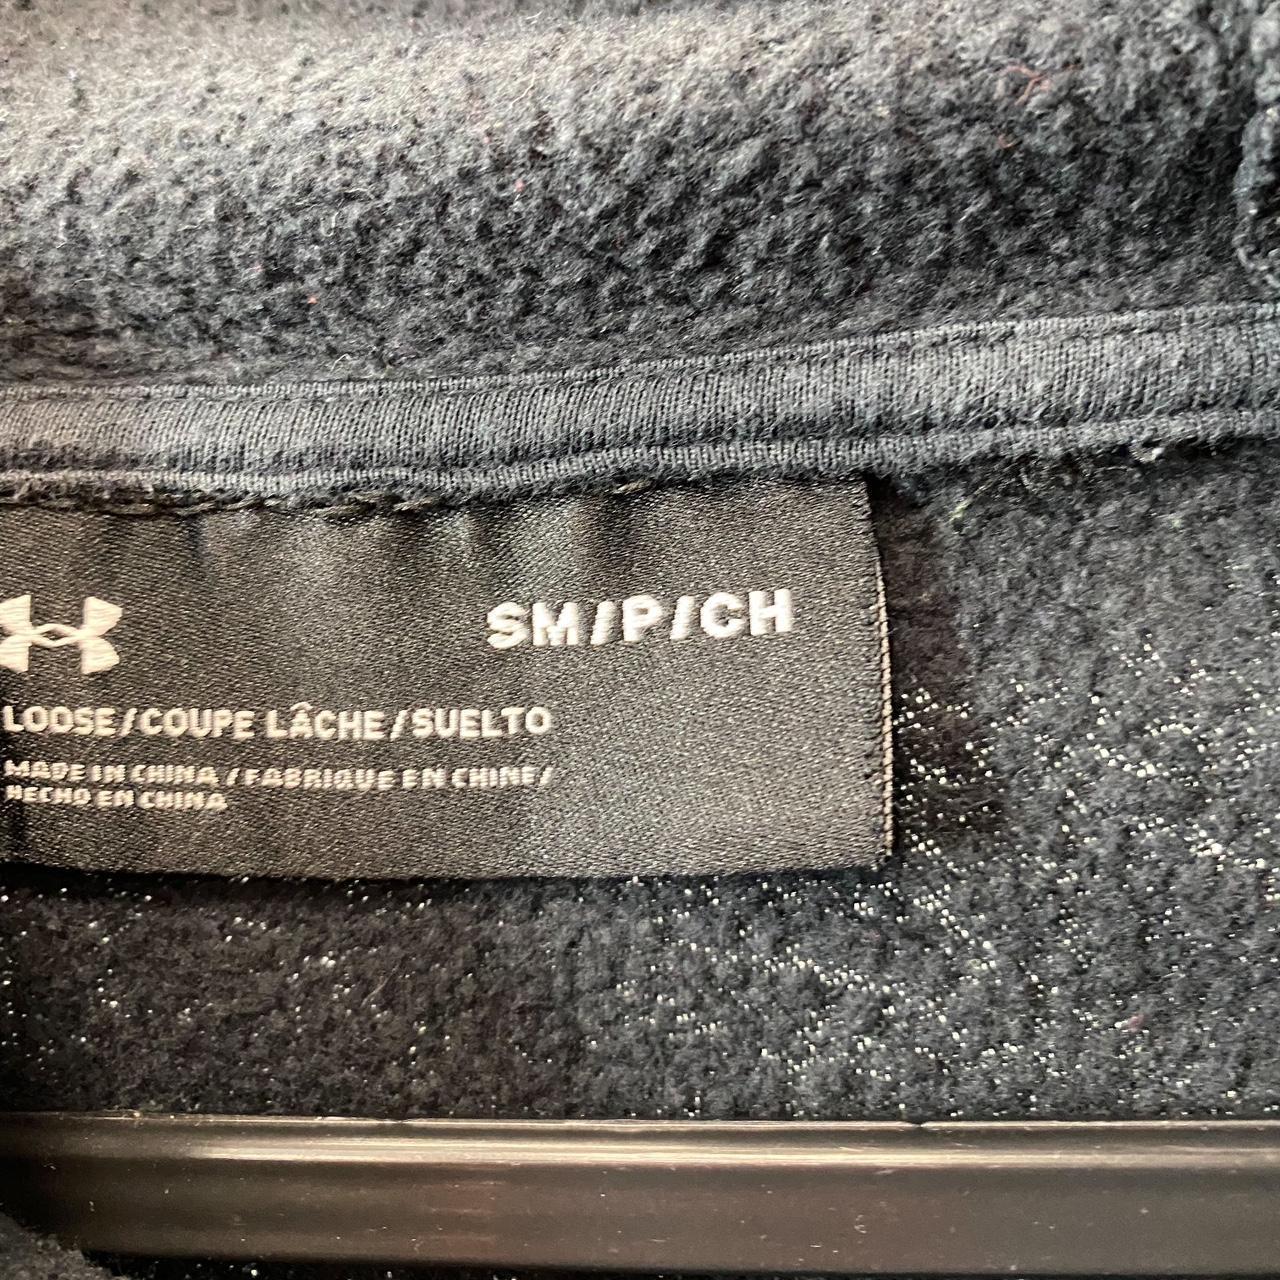 SM/P/CH
LOOSE/COUPE LÂCHE/SUELTO
MADE IN CHINA/FABRIQUE EN CHINE/
HECHO EN CHINA